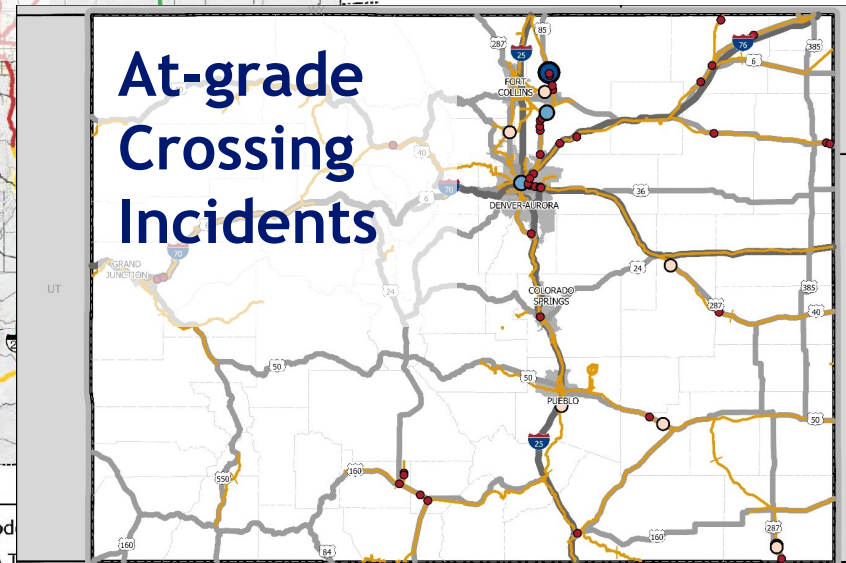 At-grade
Crossing
Incidents
287
85
25
76
6
385
FORT
COLLINS
40
70
6
36
DENVER-AURORA
70
GRAND
JUNCTION
UT
24
24
COLORADO
SPRINGS
287
385
40
50
50
PUEBLO
50
25
550
160
160
84
160
287